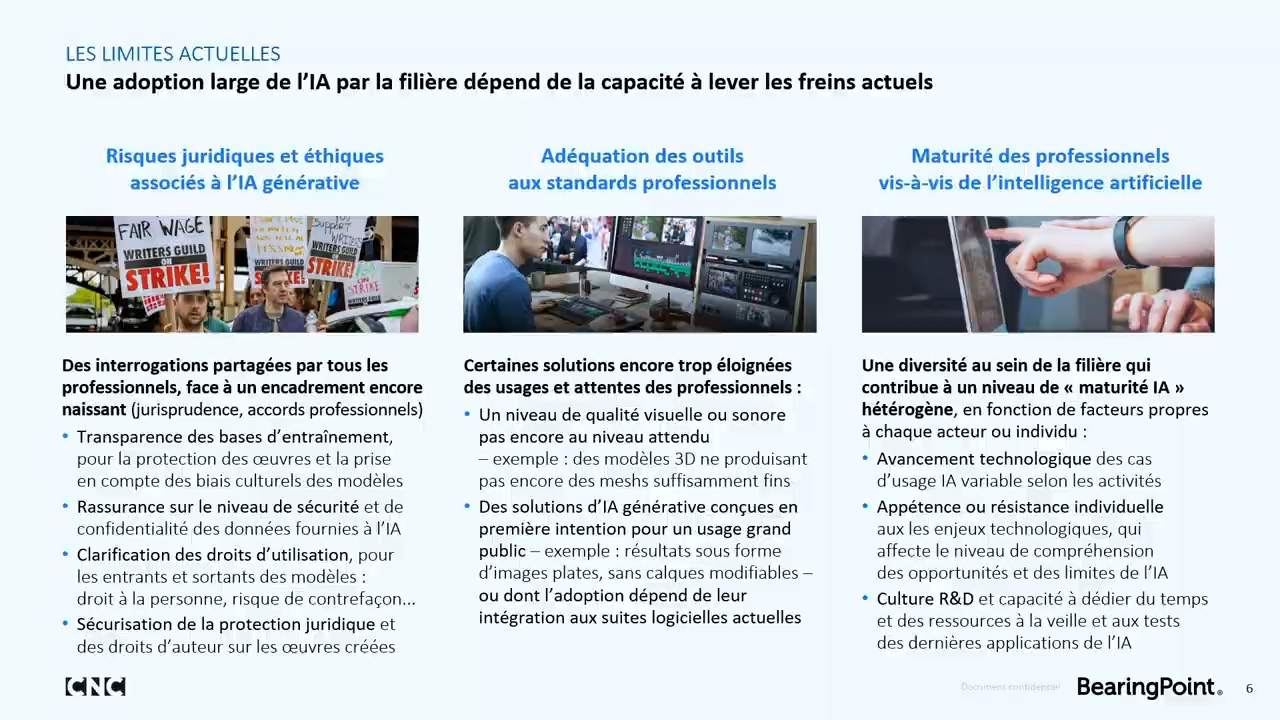 LES LIMITES ACTUELLES
Une adoption large de l'IA par la filière dépend de la capacité à lever les freins actuels
Risques juridiques et éthiques
associés à l'IA générative
FAIR WAGE
WRITERS GUILD
ON
STRIKE!
SUPPORT
WRITERS
WRITERS GUILD
STRIKE!
Des interrogations partagées par tous les
professionnels, face à un encadrement encore
naissant (jurisprudence, accords professionnels)
• Transparence des bases d'entraînement,
pour la protection des œuvres et la prise
en compte des biais culturels des modèles
• Rassurance sur le niveau de sécurité et de
confidentialité des données fournies à l'IA
• Clarification des droits d'utilisation, pour
les entrants et sortants des modèles :
droit à la personne, risque de contrefaçon...
• Sécurisation de la protection juridique et
des droits d'auteur sur les œuvres créées
Adéquation des outils
aux standards professionnels
Certaines solutions encore trop éloignées
des usages et attentes des professionnels :
• Un niveau de qualité visuelle ou sonore
pas encore au niveau attendu
– exemple : des modèles 3D ne produisant
pas encore des meshs suffisamment fins
• Des solutions d'IA générative conçues en
première intention pour un usage grand
public – exemple : résultats sous forme
d'images plates, sans calques modifiables –
ou dont l'adoption dépend de leur
intégration aux suites logicielles actuelles
Maturité des professionnels
vis-à-vis de l'intelligence artificielle
Une diversité au sein de la filière qui
contribue à un niveau de « maturité IA »
hétérogène, en fonction de facteurs propres
à chaque acteur ou individu :
• Avancement technologique des cas
d'usage IA variable selon les activités
• Appétence ou résistance individuelle
aux enjeux technologiques, qui
affecte le niveau de compréhension
des opportunités et des limites de l'IA
• Culture R&D et capacité à dédier du temps
et des ressources à la veille et aux tests
des dernières applications de l'IA
CNC
Document confidentiel
BearingPoint®
6